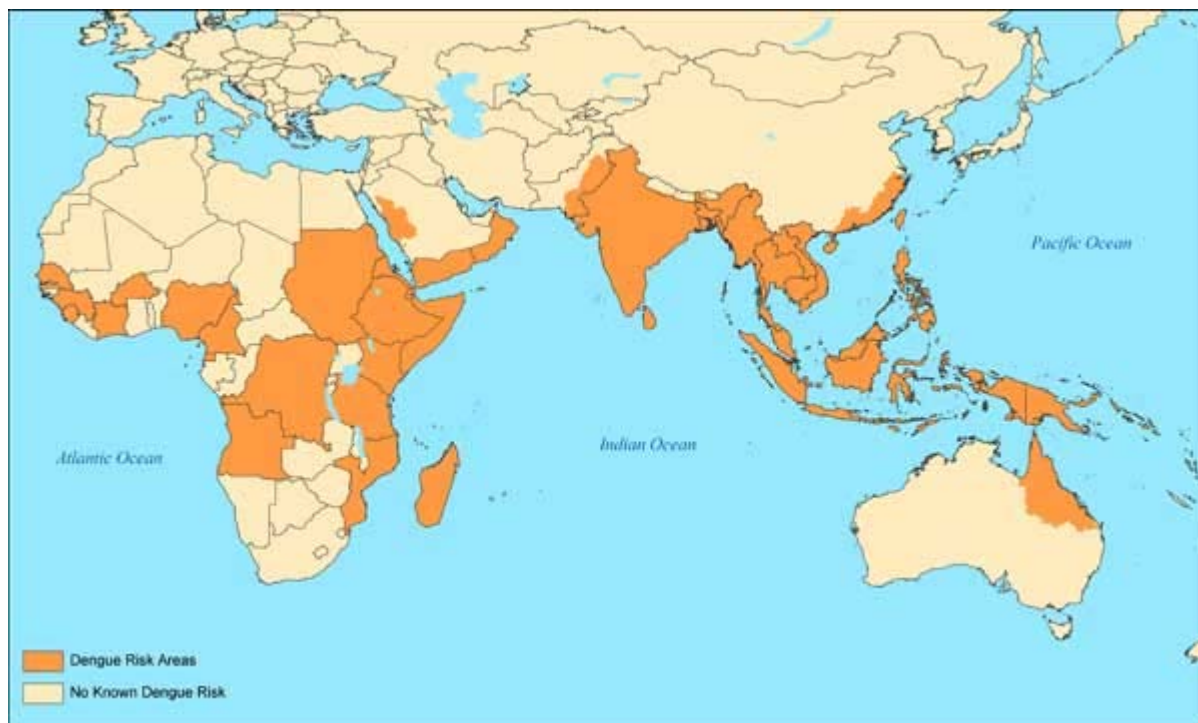 Pacific Ocean
Indian Ocean
Atlantic Ocean
Dengue Risk Areas
No Known Dengue Risk